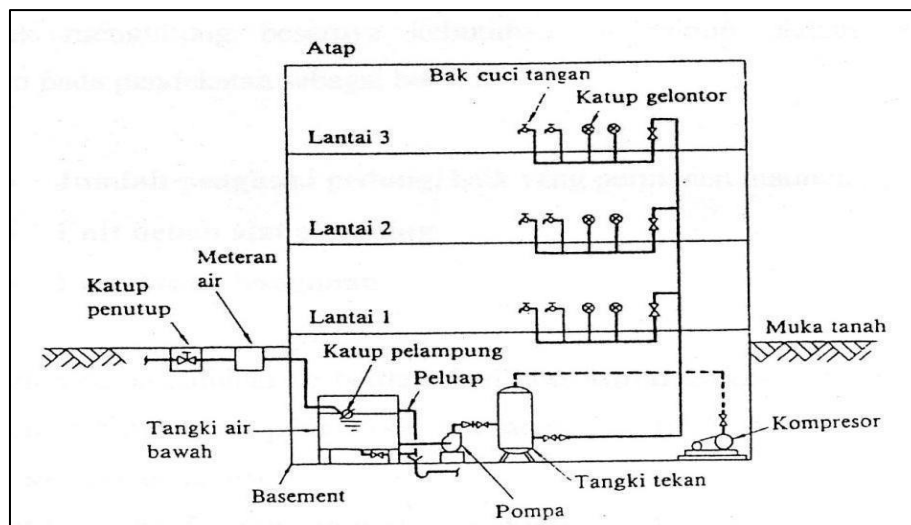 Atap
Bak cuci tangan
Katup gelontor
Lantai 3
Lantai 2
Meteran
air
Katup
penutup
Lantai 1
Muka tanah
Katup pelampung
Peluap
Tangki air
bawah
Kompresor
Basement
Tangki tekan
Pompa